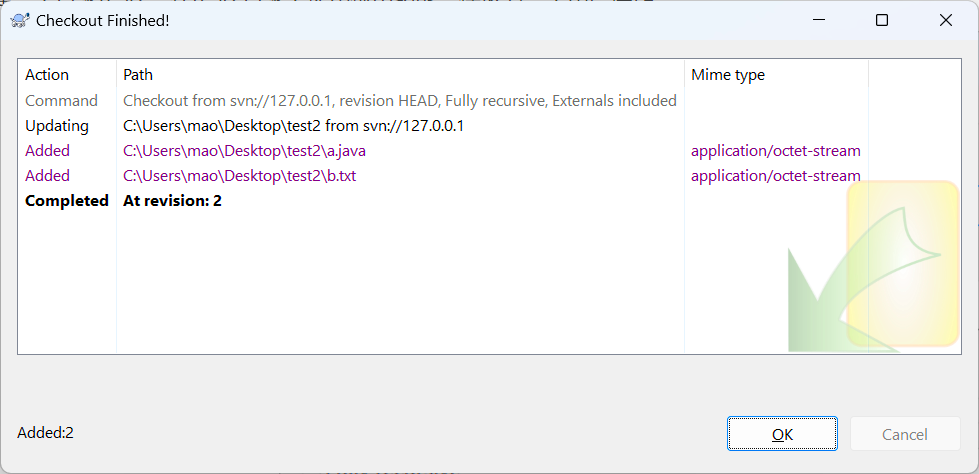 Checkout Finished!
Action Path Mime type
Command Checkout from svn://127.0.0.1, revision HEAD, Fully recursive, Externals included
Updating C:\Users\mao\Desktop\test2 from svn://127.0.0.1
Added C:\Users\mao\Desktop\test2\a.java application/octet-stream
Added C:\Users\mao\Desktop\test2\b.txt application/octet-stream
Completed At revision: 2
Added:2
OK Cancel